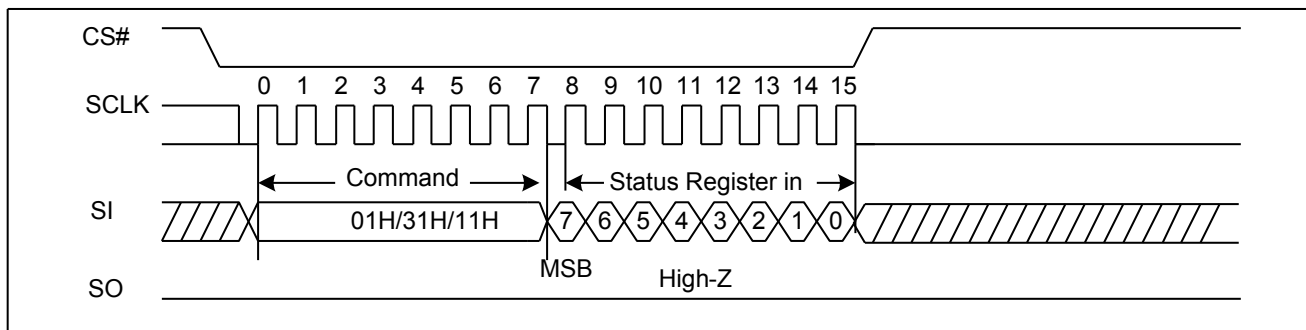 CS#
0 1 2 3 4 5 6 7 8 9 10 11 12 13 14 15
SCLK
Command Status Register in
SI 01H/31H/11H 7 6 5 4 3 2 1 0
MSB High-Z
SO